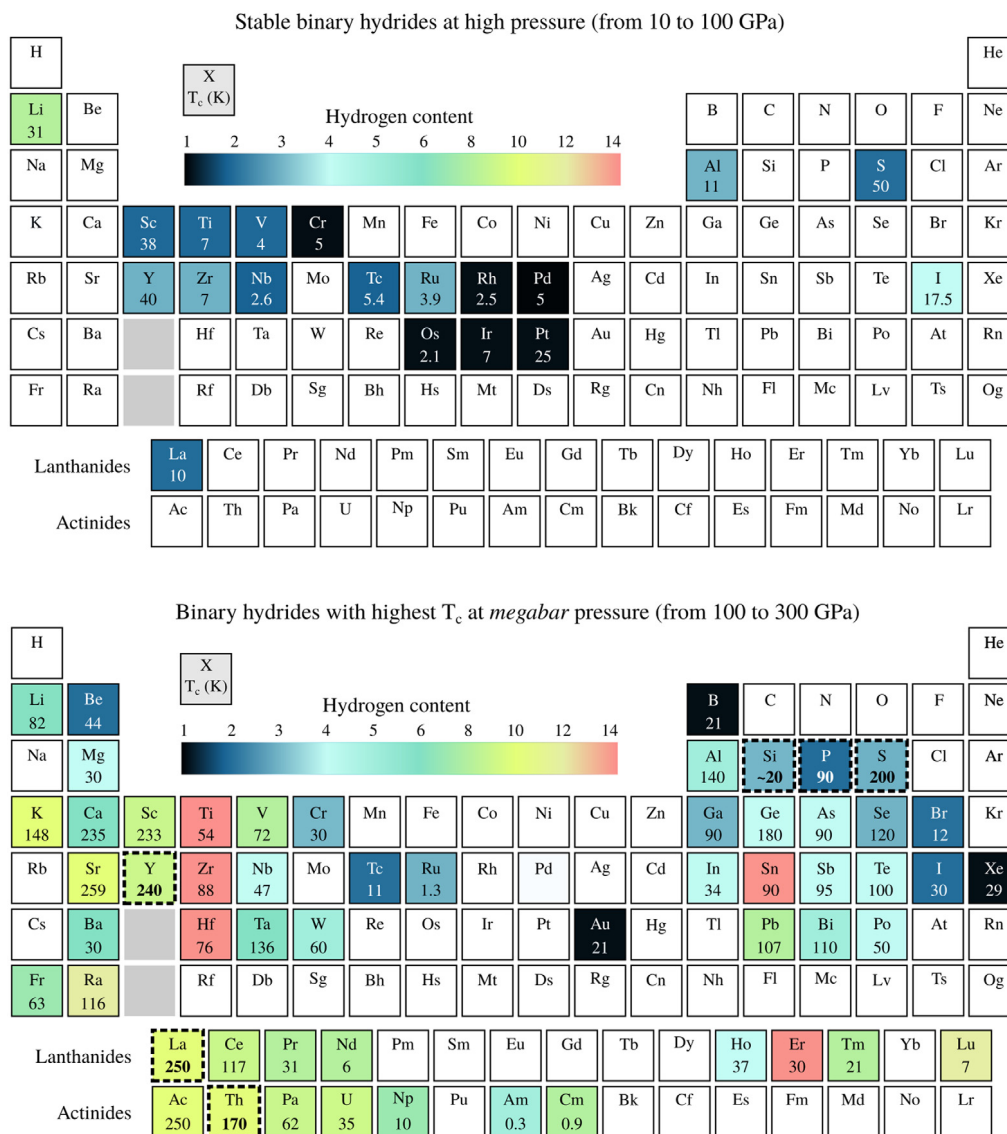 Stable binary hydrides at high pressure (from 10 to 100 GPa)
H He
X
T_c (K)
Hydrogen content
1 2 3 4 6 8 10 12 14
Li Be B C N O F Ne
31
Na Mg Al Si P S Cl Ar
11 50
K Ca Sc Ti V Cr Mn Fe Co Ni Cu Zn Ga Ge As Se Br Kr
38 7 4 5
Rb Sr Y Zr Nb Mo Tc Ru Rh Pd Ag Cd In Sn Sb Te I Xe
40 7 2.6 5.4 3.9 2.5 5 17.5
Cs Ba Hf Ta W Re Os Ir Pt Au Hg Tl Pb Bi Po At Rn
2.1 7 25
Fr Ra Rf Db Sg Bh Hs Mt Ds Rg Cn Nh Fl Mc Lv Ts Og
Lanthanides La Ce Pr Nd Pm Sm Eu Gd Tb Dy Ho Er Tm Yb Lu
10
Actinides Ac Th Pa U Np Pu Am Cm Bk Cf Es Fm Md No Lr
Binary hydrides with highest T_c at megabar pressure (from 100 to 300 GPa)
H He
X
T_c (K)
Hydrogen content
1 2 3 4 6 8 10 12 14
Li Be B C N O F Ne
82 44 21
Na Mg Al Si P S Cl Ar
30 140 ~20 90 200
K Ca Sc Ti V Cr Mn Fe Co Ni Cu Zn Ga Ge As Se Br Kr
148 235 233 54 72 30 90 180 90 120 12
Rb Sr Y Zr Nb Mo Tc Ru Rh Pd Ag Cd In Sn Sb Te I Xe
259 240 88 47 11 1.3 34 90 95 100 30 29
Cs Ba Hf Ta W Re Os Ir Pt Au Hg Tl Pb Bi Po At Rn
30 76 136 60 21 107 110 50
Fr Ra Rf Db Sg Bh Hs Mt Ds Rg Cn Nh Fl Mc Lv Ts Og
63 116
Lanthanides La Ce Pr Nd Pm Sm Eu Gd Tb Dy Ho Er Tm Yb Lu
250 117 31 6 37 30 21 7
Actinides Ac Th Pa U Np Pu Am Cm Bk Cf Es Fm Md No Lr
250 170 62 35 10 0.3 0.9